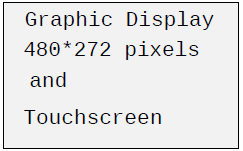 Graphic Display
480*272 pixels
and
Touchscreen